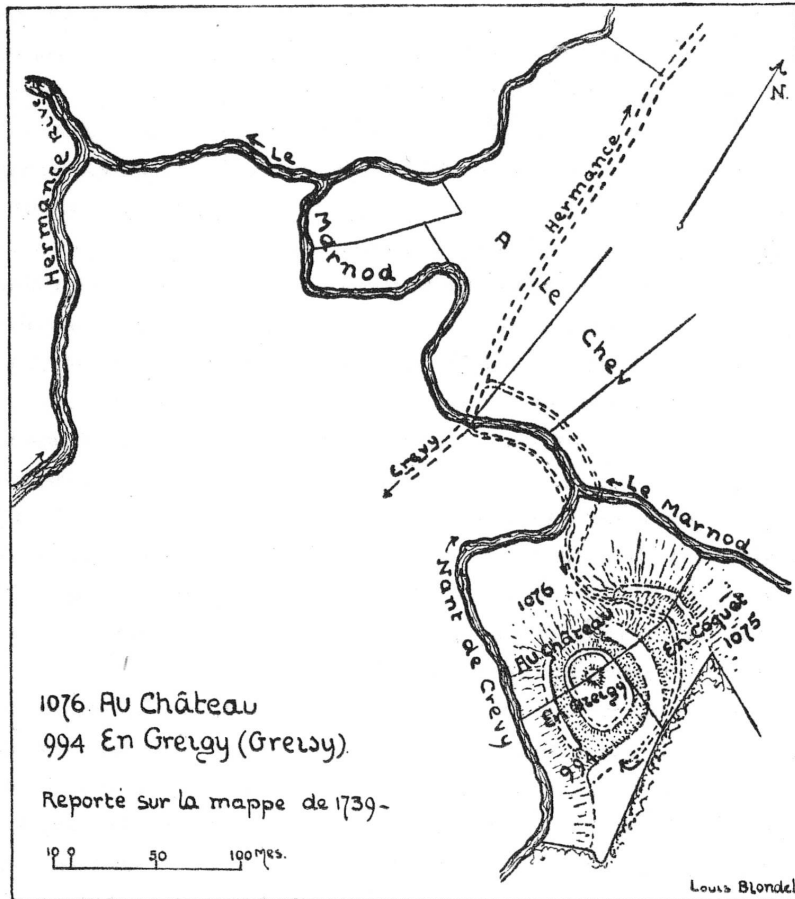 Hermance Riv.
← Le
Marnod
Hermance
N.
D
Le
Chev
Crevy
← Le Marnod
Nant de Crevy
1076
Au Château
En Coquet
1075
En Greigy
994
1076 Au Château
994 En Greigy (Greisy).
Reporté sur la mappe de 1739-
10 0 50 100 Mes.
Louis Blondel